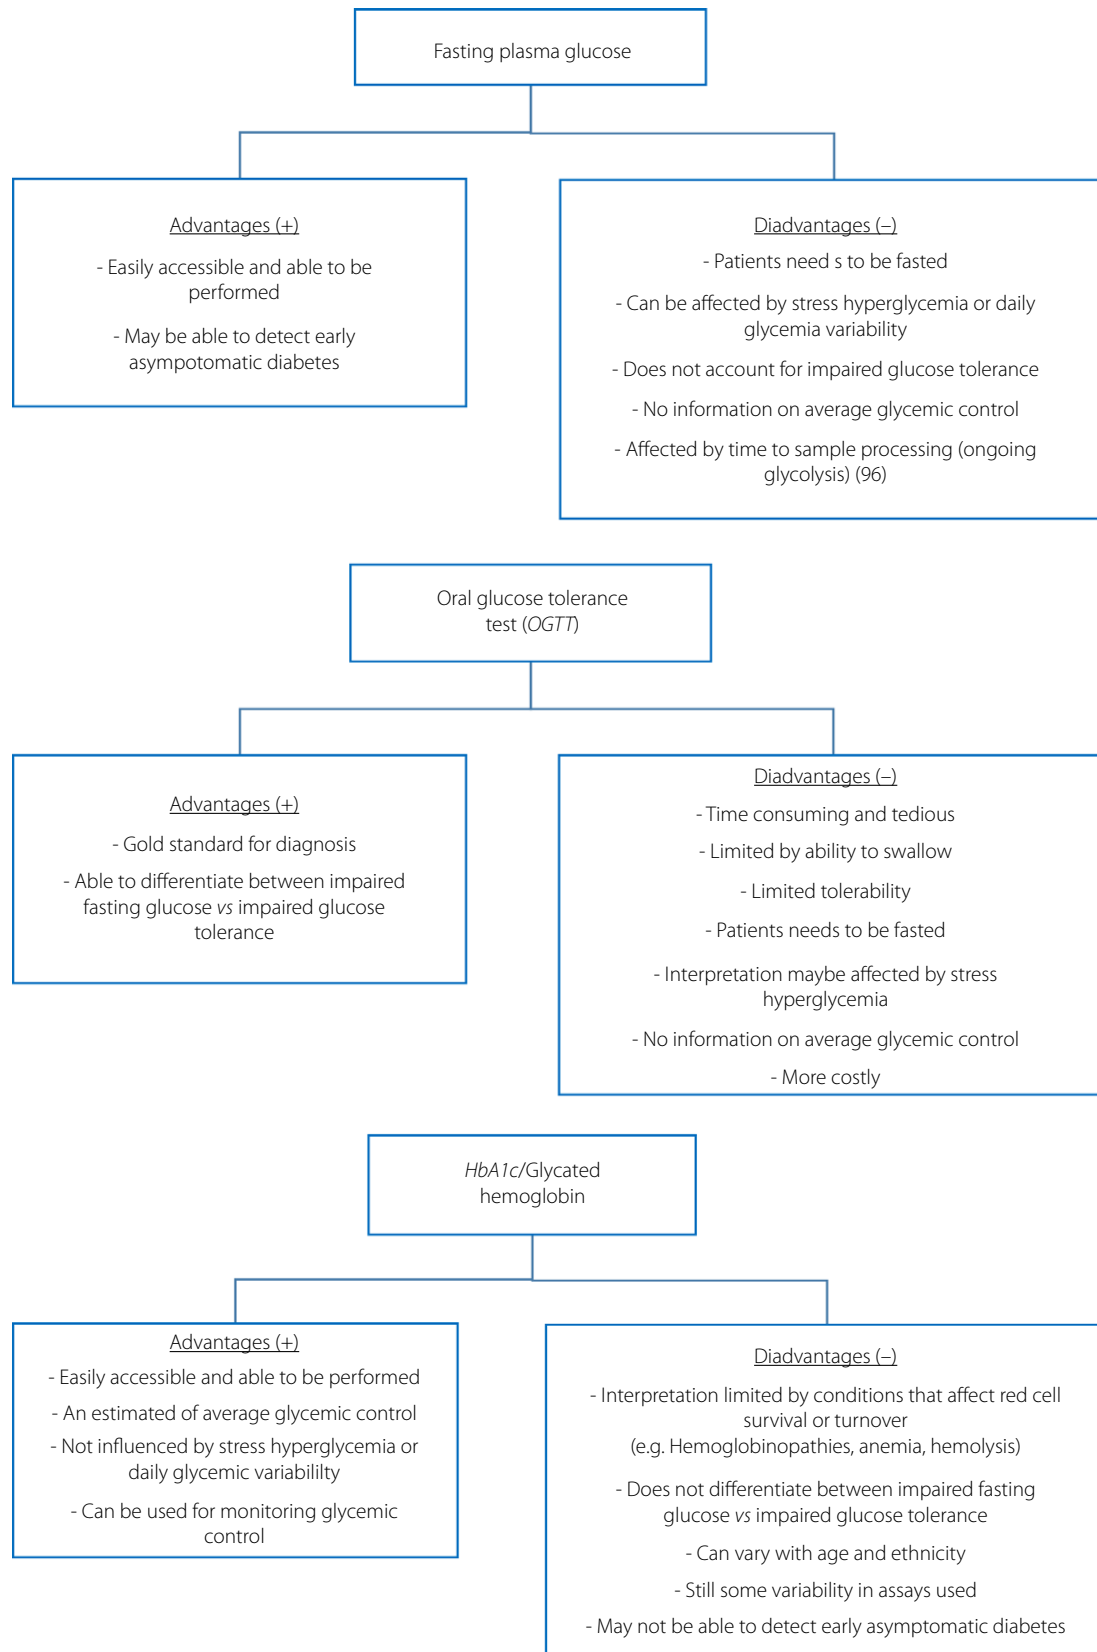 Fasting plasma glucose
Advantages (+)
- Easily accessible and able to be
performed
- May be able to detect early
asympotomatic diabetes
Diadvantages (–)
- Patients need s to be fasted
- Can be affected by stress hyperglycemia or daily
glycemia variability
- Does not account for impaired glucose tolerance
- No information on average glycemic control
- Affected by time to sample processing (ongoing
glycolysis) (96)
Oral glucose tolerance
test (OGTT)
Advantages (+)
- Gold standard for diagnosis
- Able to differentiate between impaired
fasting glucose vs impaired glucose
tolerance
Diadvantages (–)
- Time consuming and tedious
- Limited by ability to swallow
- Limited tolerability
- Patients needs to be fasted
- Interpretation maybe affected by stress
hyperglycemia
- No information on average glycemic control
- More costly
HbA1c/Glycated
hemoglobin
Advantages (+)
- Easily accessible and able to be performed
- An estimated of average glycemic control
- Not influenced by stress hyperglycemia or
daily glycemic variabililty
- Can be used for monitoring glycemic
control
Diadvantages (–)
- Interpretation limited by conditions that affect red cell
survival or turnover
(e.g. Hemoglobinopathies, anemia, hemolysis)
- Does not differentiate between impaired fasting
glucose vs impaired glucose tolerance
- Can vary with age and ethnicity
- Still some variability in assays used
- May not be able to detect early asymptomatic diabetes